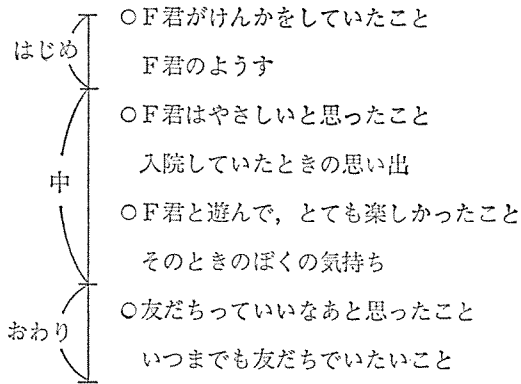 はじめ
○F君がけんかをしていたこと
F君のようす
中
○F君はやさしいと思ったこと
入院していたときの思い出
○F君と遊んで，とても楽しかったこと
そのときのぼくの気持ち
おわり
○友だちっていいなあと思ったこと
いつまでも友だちでいたいこと